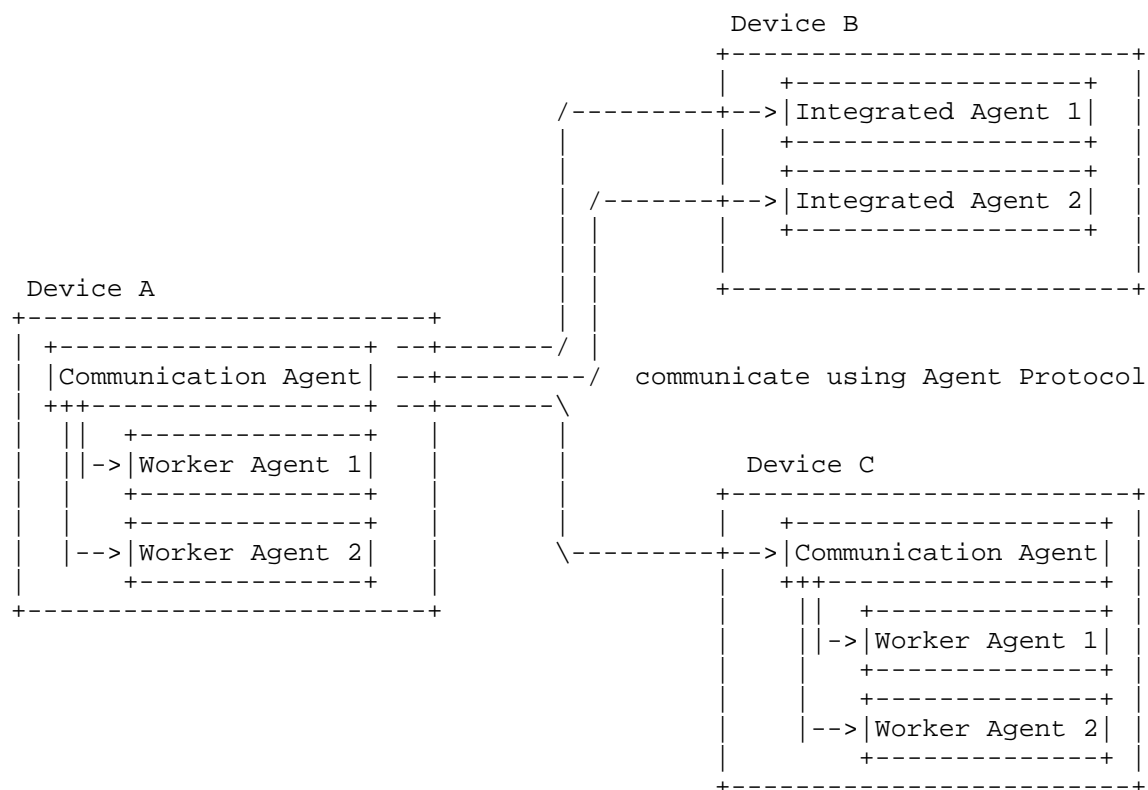 Device B
Integrated Agent 1
Integrated Agent 2
Device A
Communication Agent
communicate using Agent Protocol
Worker Agent 1
Device C
Worker Agent 2
Communication Agent
Worker Agent 1
Worker Agent 2